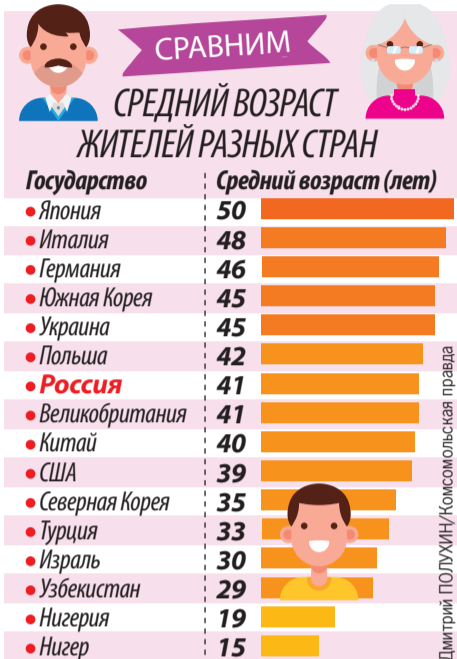 СРАВНИМ
СРЕДНИЙ ВОЗРАСТ
ЖИТЕЛЕЙ РАЗНЫХ СТРАН
Государство Средний возраст (лет)
• Япония 50
• Италия 48
• Германия 46
• Южная Корея 45
• Украина 45
• Польша 42
• Россия 41
• Великобритания 41
• Китай 40
• США 39
• Северная Корея 35
• Турция 33
• Израль 30
• Узбекистан 29
• Нигерия 19
• Нигер 15
Дмитрий ПОЛУХИН/Комсомольская правда